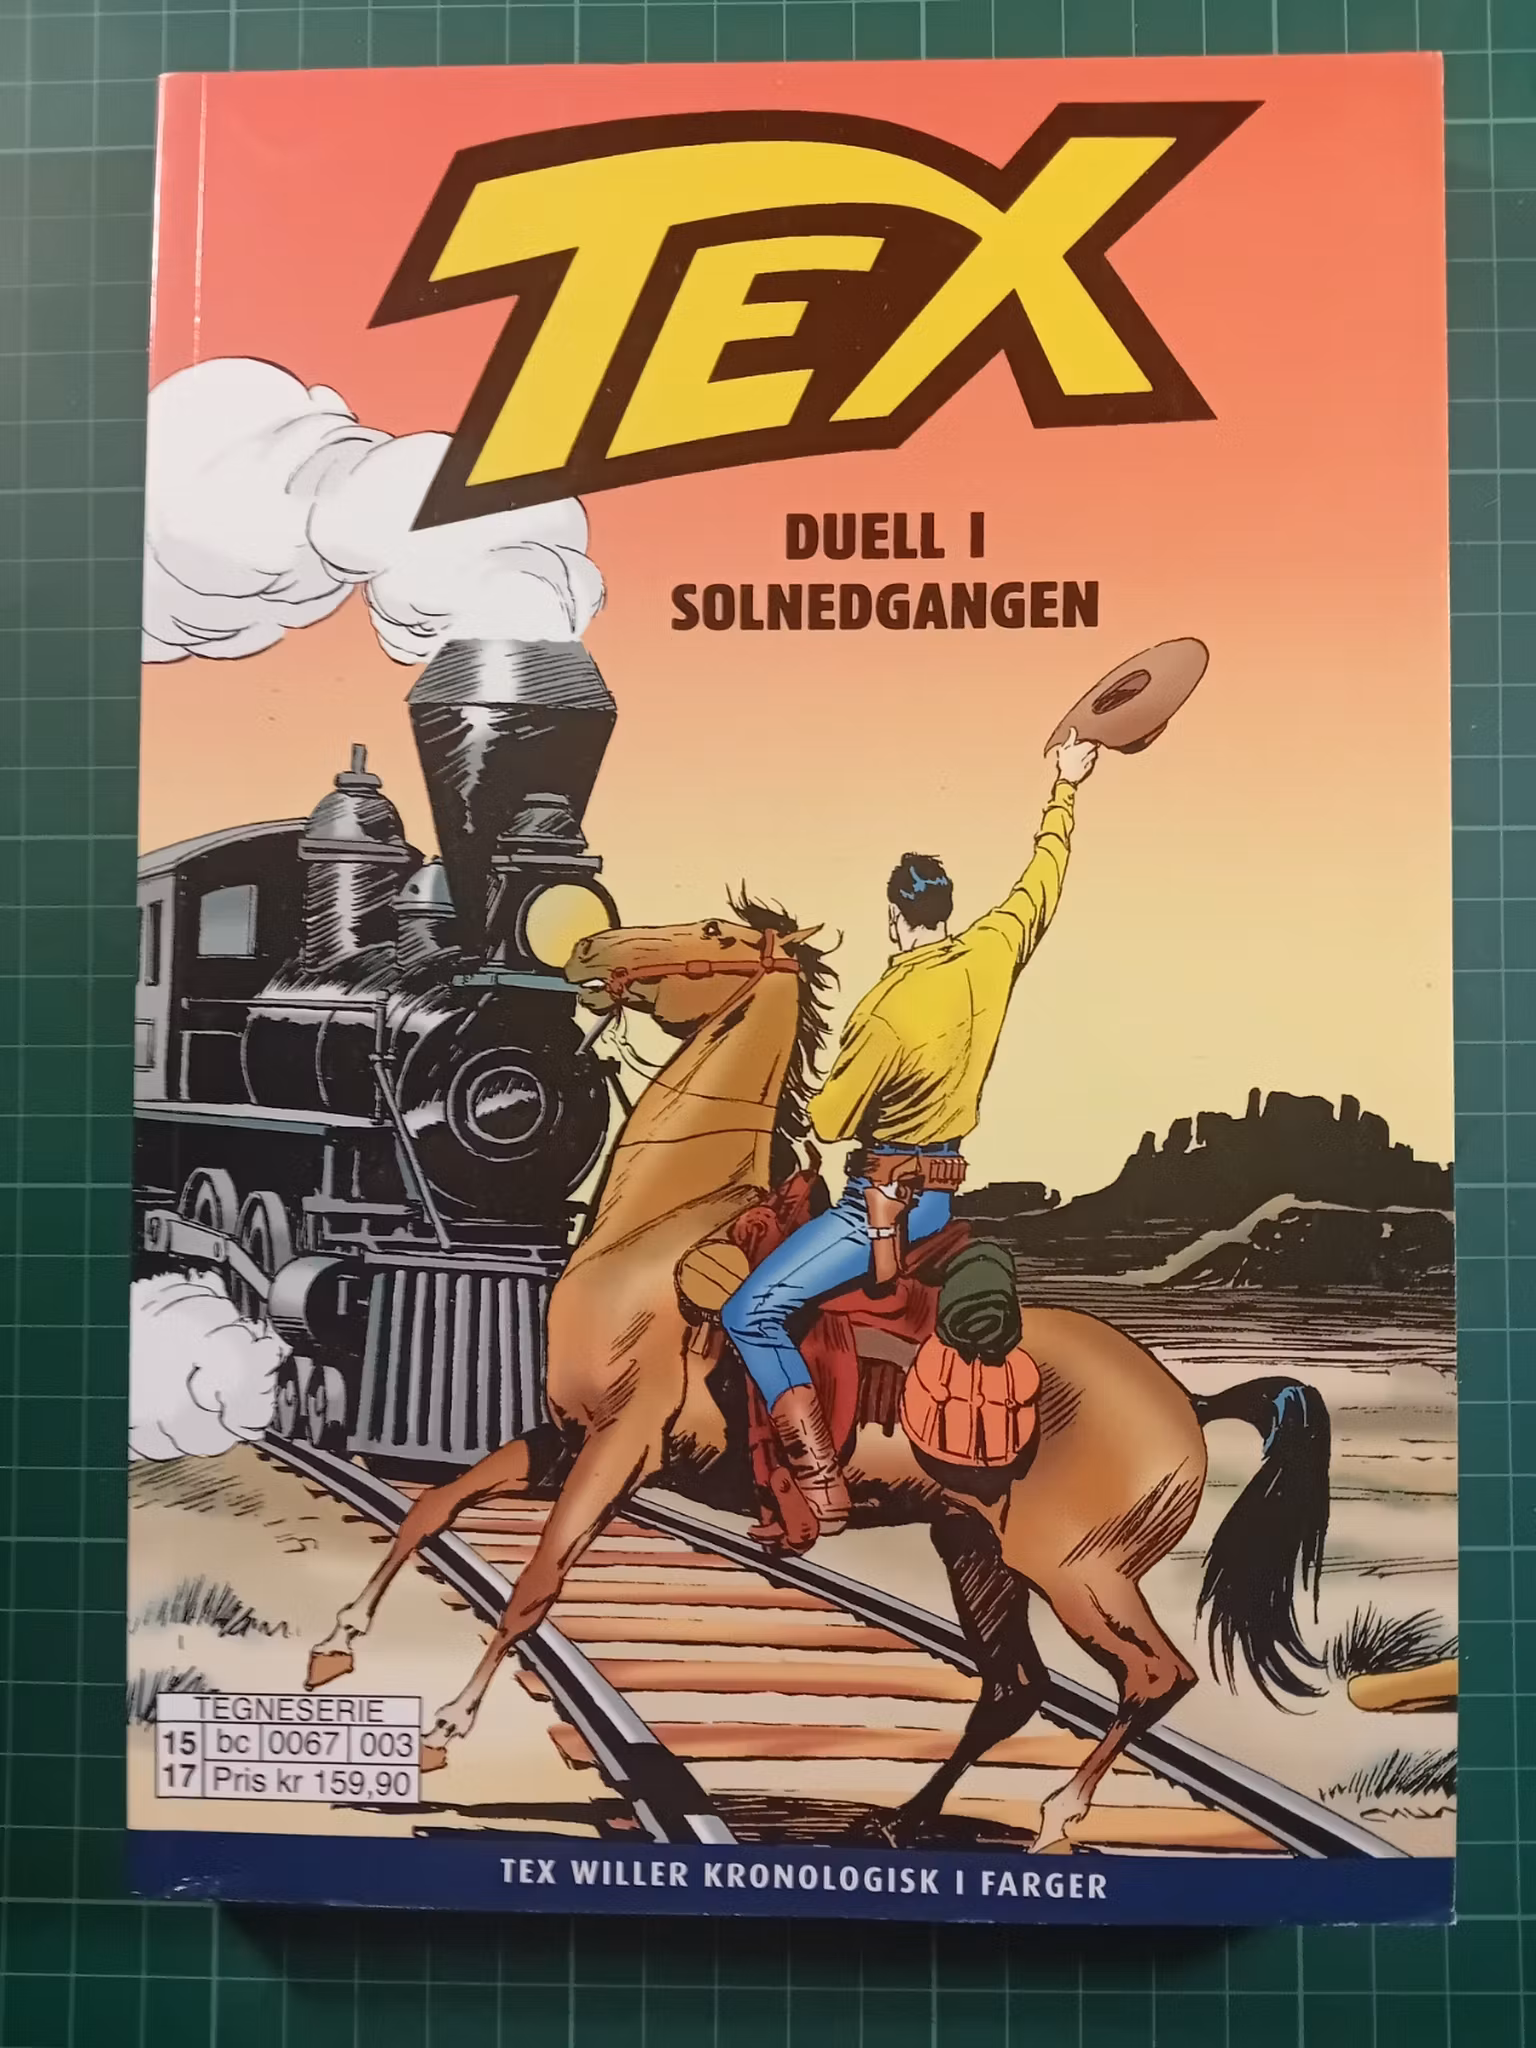 TEX
DUELL I
SOLNEDGANGEN
TEGNESERIE
15 bc 0067 003
17 Pris kr 159,90
TEX WILLER KRONOLOGISK I FARGER